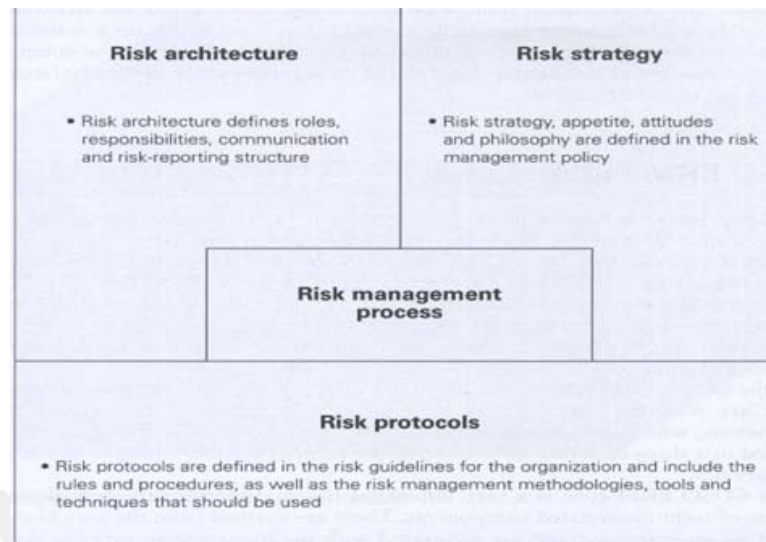 Risk architecture
• Risk architecture defines roles,
responsibilities, communication
and risk-reporting structure
Risk strategy
• Risk strategy, appetite, attitudes
and philosophy are defined in the risk
management policy
Risk management
process
Risk protocols
• Risk protocols are defined in the risk guidelines for the organization and include the
rules and procedures, as well as the risk management methodologies, tools and
techniques that should be used